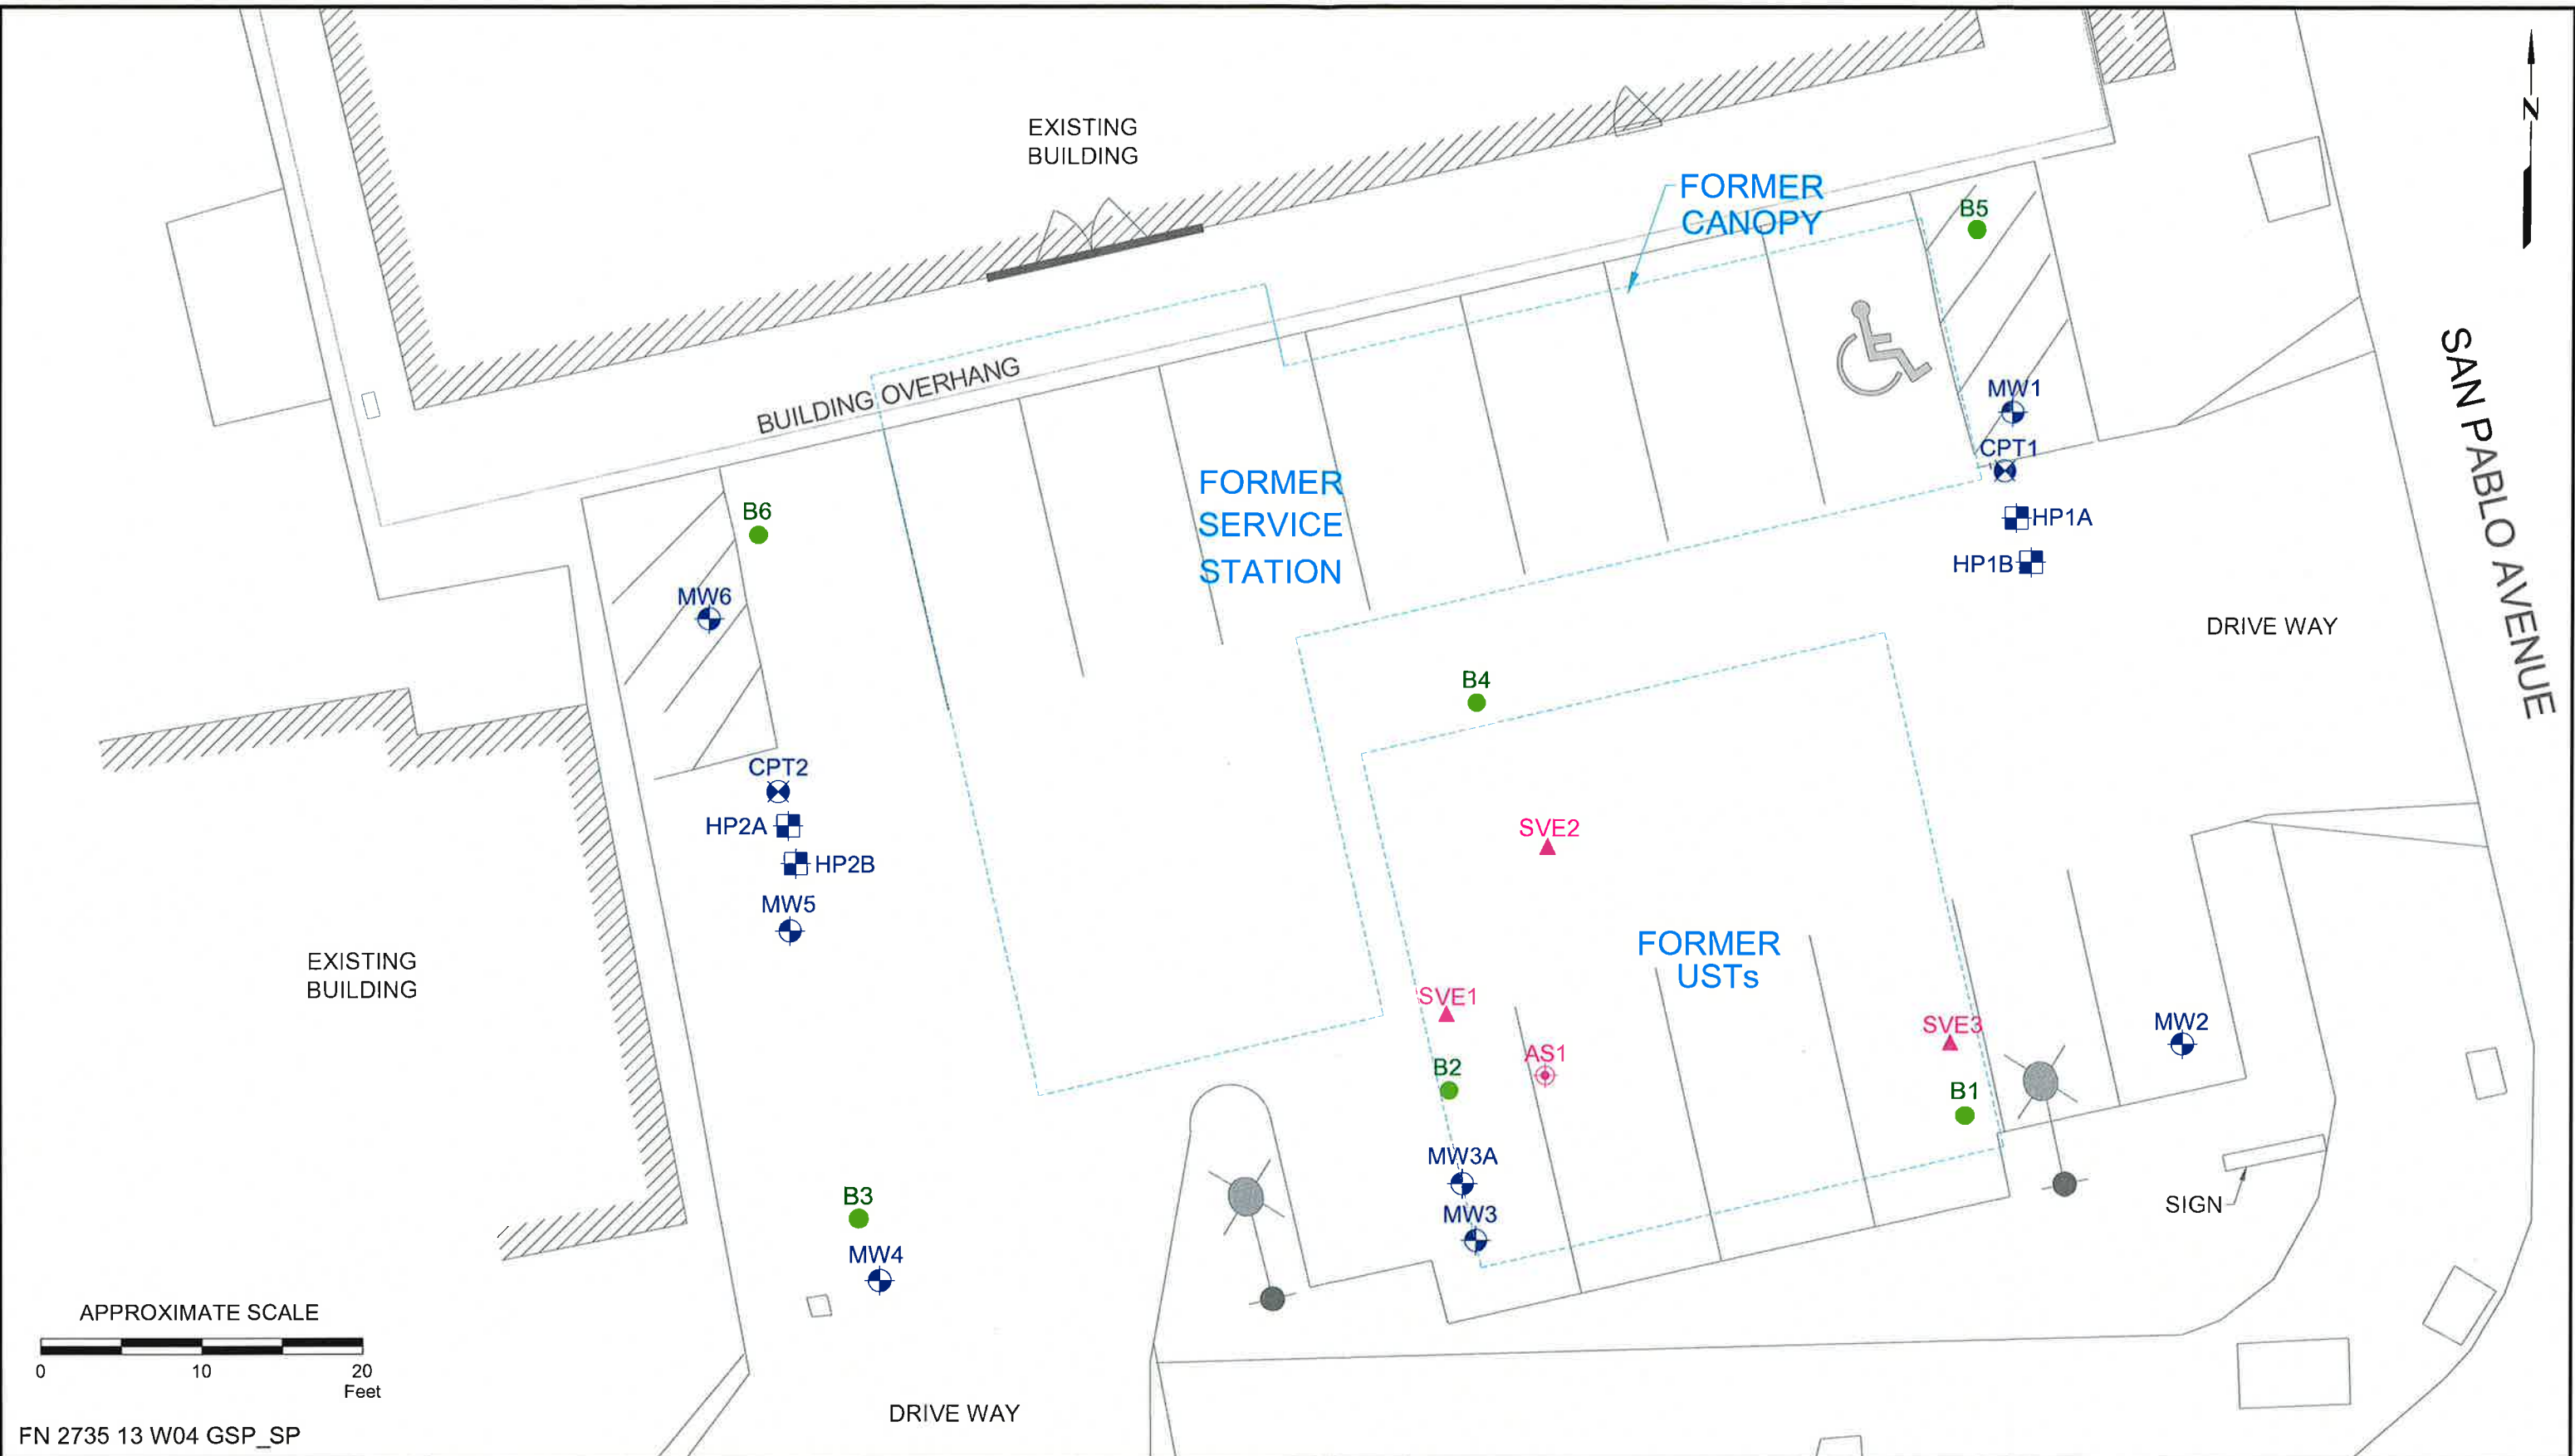 EXISTING
BUILDING
N
FORMER
CANOPY
B5
BUILDING OVERHANG
MW1
CPT1
SAN PABLO AVENUE
FORMER
SERVICE
STATION
B6
HP1A
HP1B
MW6
DRIVE WAY
B4
CPT2
HP2A
SVE2
HP2B
MW5
FORMER
USTs
EXISTING
BUILDING
SVE1
SVE3
MW2
AS1
B2
B1
MW3A
B3
SIGN
MW3
MW4
APPROXIMATE SCALE
0 10 20
Feet
DRIVE WAY
FN 2735 13 W04 GSP_SP